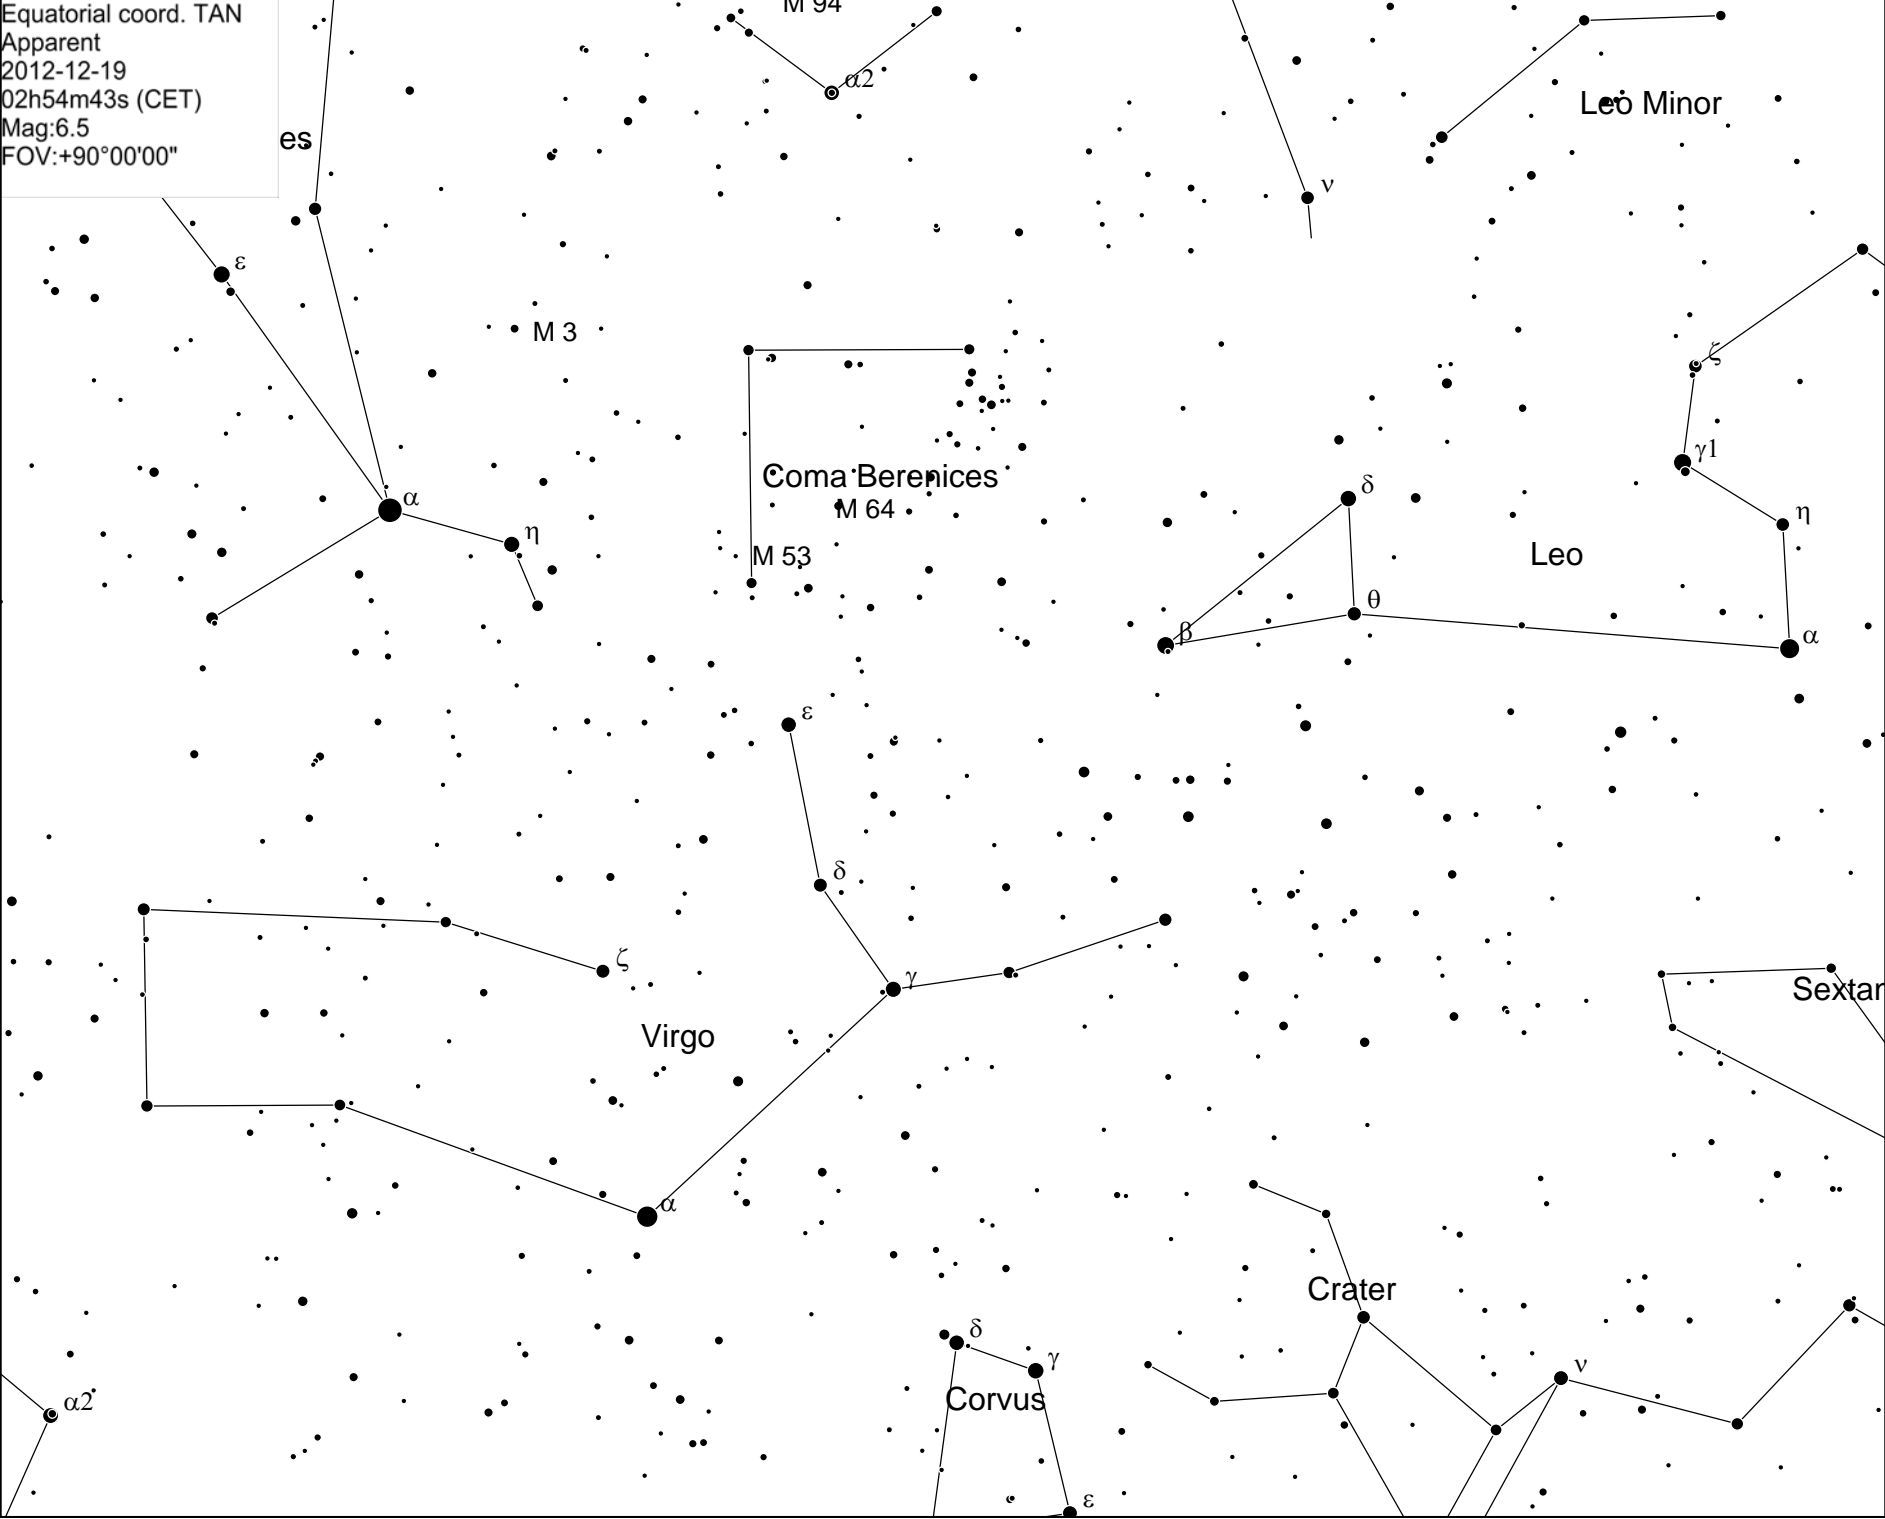 Equatorial coord. TAN
Apparent
2012-12-19
02h54m43s (CET)
Mag:6.5
FOV:+90°00'00"
M 94
α2
Leo Minor
es
ν
ε
M 3
ζ
γ1
α
Coma Berenices
δ
M 64
η
η
M 53
Leo
θ
β
α
ε
δ
ζ
γ
Sextar
Virgo
α
Crater
δ
γ
ν
Corvus
α2
ε